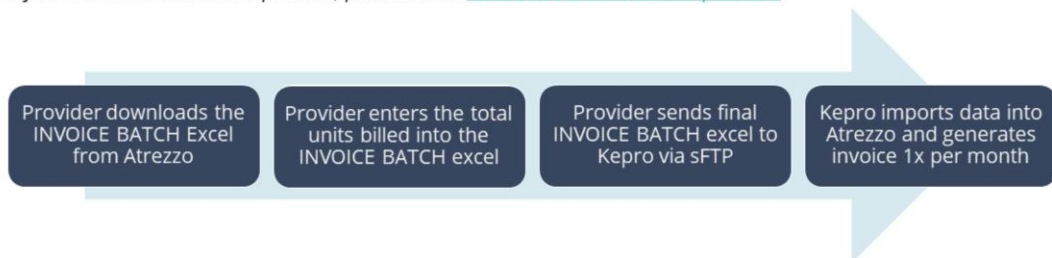 Provider downloads the
INVOICE BATCH Excel
from Atrezzo
Provider enters the total
units billed into the
INVOICE BATCH excel
Provider sends final
INVOICE BATCH excel to
Kepro via sFTP
Kepro imports data into
Atrezzo and generates
invoice 1x per month